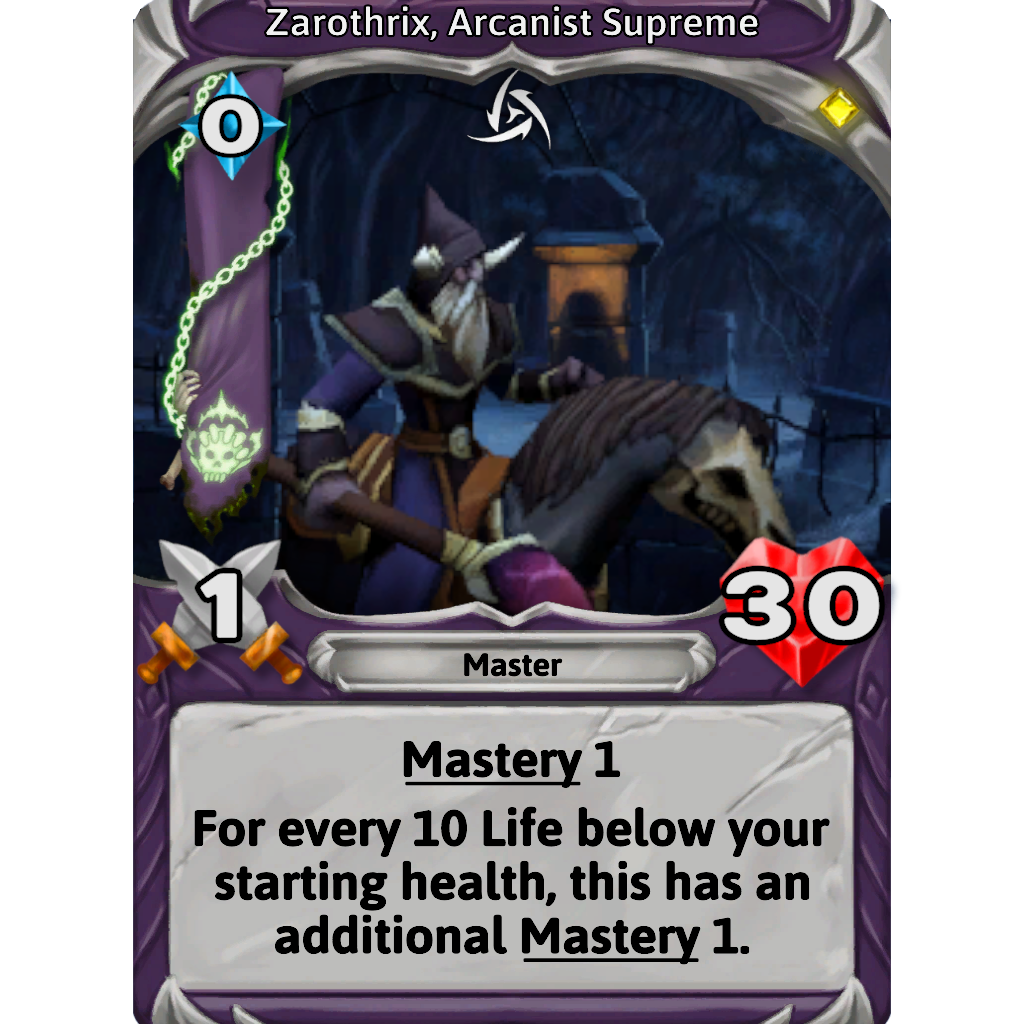 Zarothrix, Arcanist Supreme
0
1
30
Master
Mastery 1
For every 10 Life below your
starting health, this has an
additional Mastery 1.